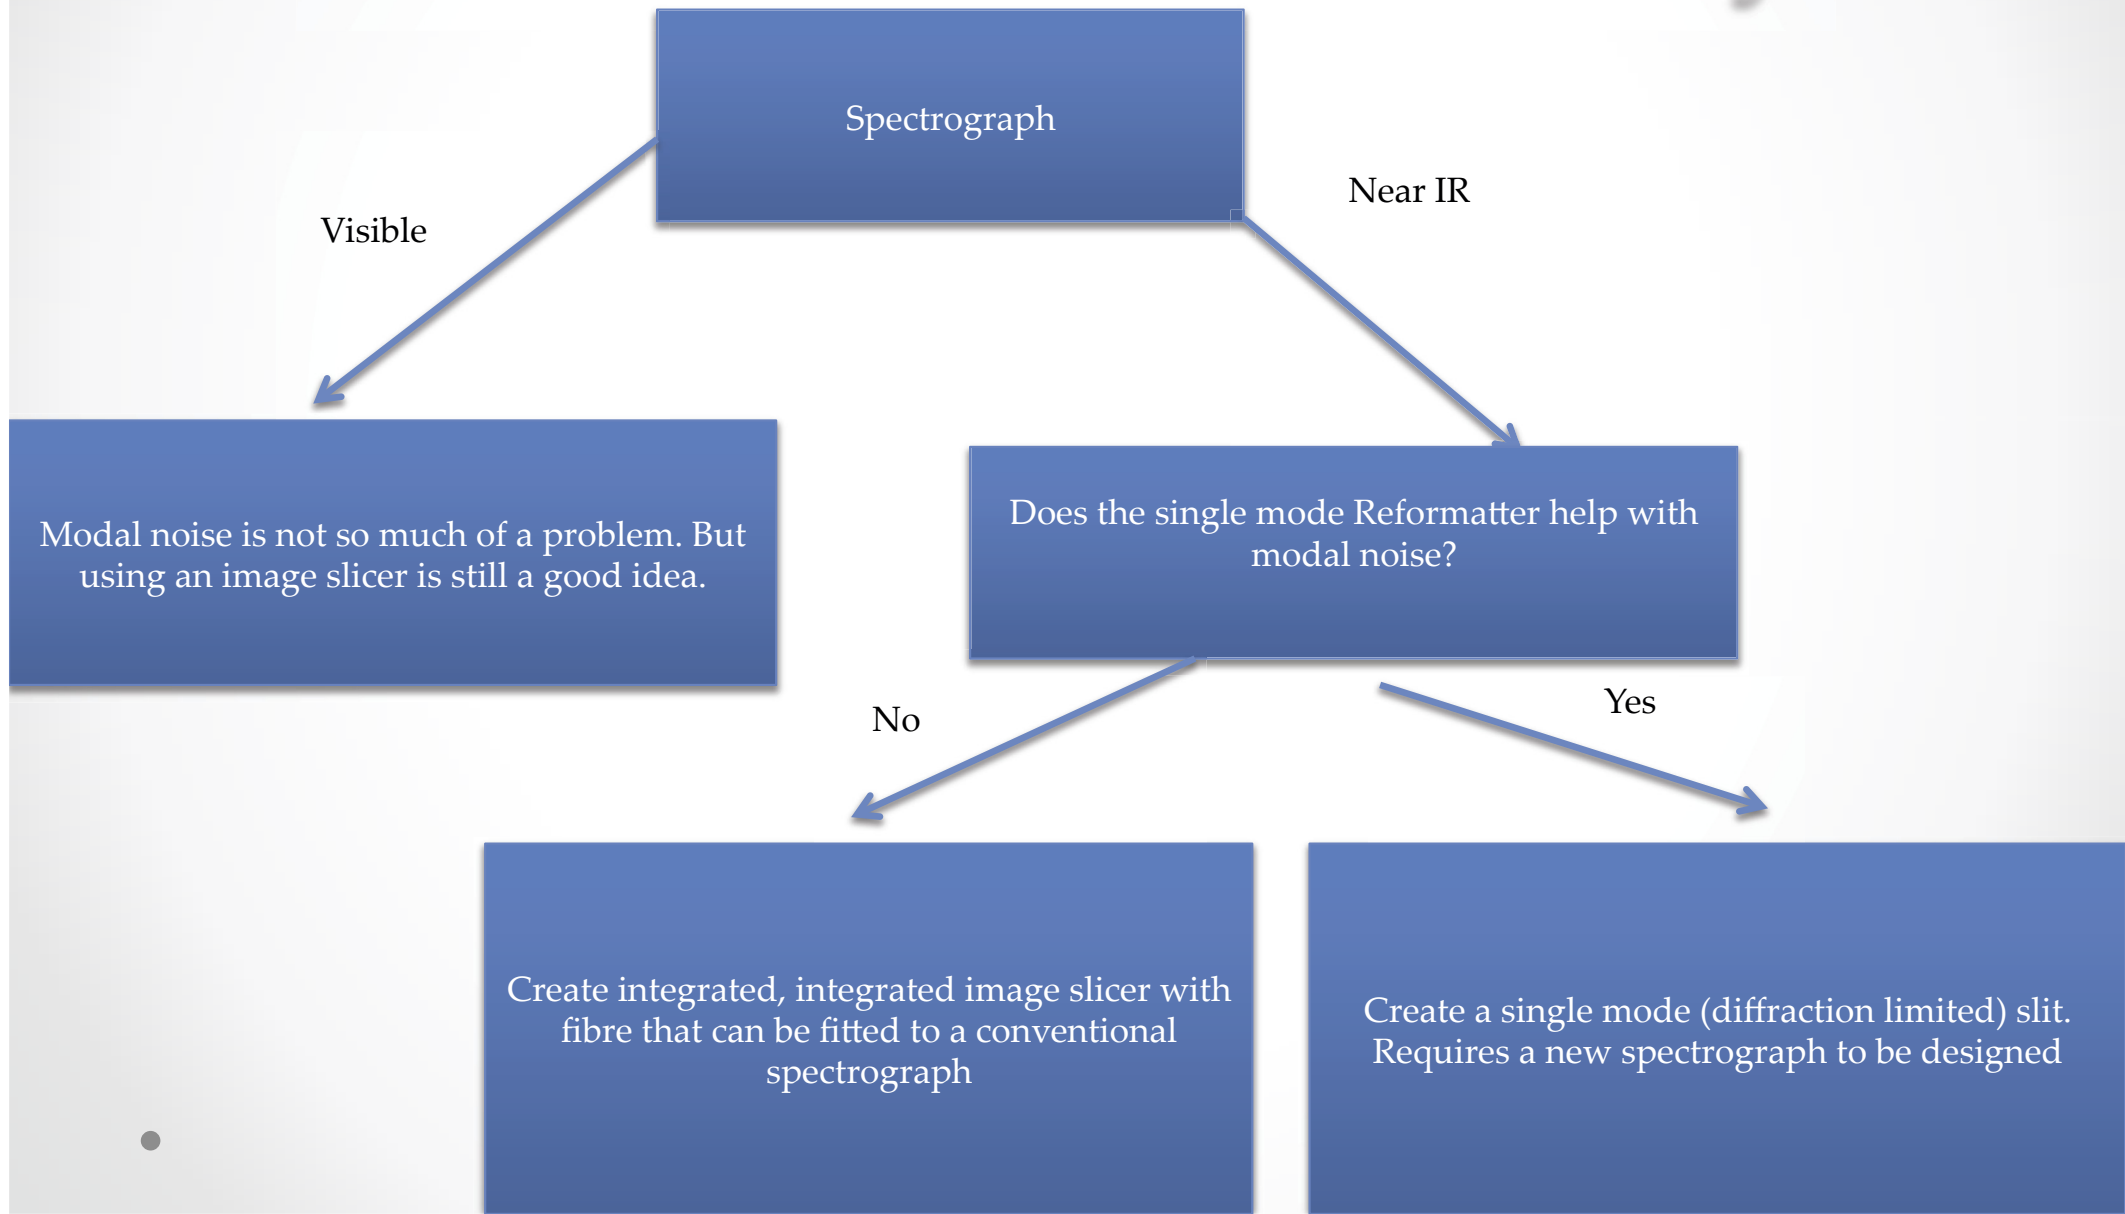 Spectrograph
Near IR
Visible
Does the single mode Reformatter help with
modal noise?
Modal noise is not so much of a problem. But
using an image slicer is still a good idea.
No
Yes
Create integrated, integrated image slicer with
fibre that can be fitted to a conventional
spectrograph
Create a single mode (diffraction limited) slit.
Requires a new spectrograph to be designed